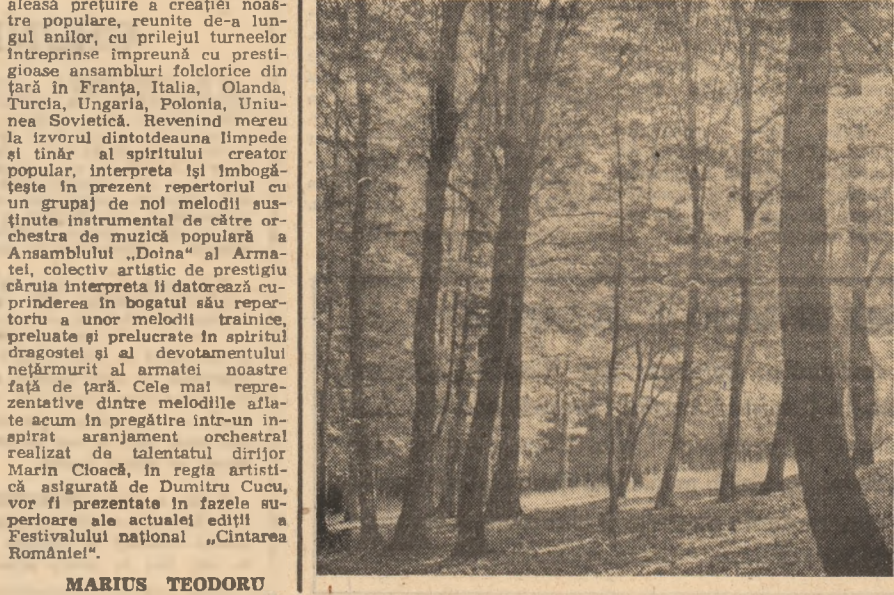 aleasă prețuire a creației noas-
tre populare, reunite de-a lun-
gul anilor, cu prilejul turneelor
întreprinse împreună cu presti-
gioase ansambluri folclorice din
țară în Franța, Italia, Olanda,
Turcia, Ungaria, Polonia, Uniu-
nea Sovietică. Revenind mereu
la izvorul dintotdeauna limpede
și tînăr al spiritului creator
popular, interpreta își îmbogă-
țește în prezent repertoriul cu
un grupaj de noi melodii sus-
ținute instrumental de către or-
chestra de muzică populară a
Ansamblului „Doina“ al Arma-
tei, colectiv artistic de prestigiu
căruia interpreta îi datorează cu-
prinderea în bogatul său reper-
toriu a unor melodii trainice,
preluate și prelucrate în spiritul
dragostei și al devotamentului
nețărmurit al armatei noastre
față de țară. Cele mai repre-
zentative dintre melodiile afla-
te acum în pregătire într-un in-
spirat aranjament orchestral
realizat de talentatul dirijor
Marin Cioacă, în regia artisti-
că asigurată de Dumitru Cucu,
vor fi prezentate în fazele su-
perioare ale actualei ediții a
Festivalului național „Cîntarea
României“.
MARIUS TEODORU